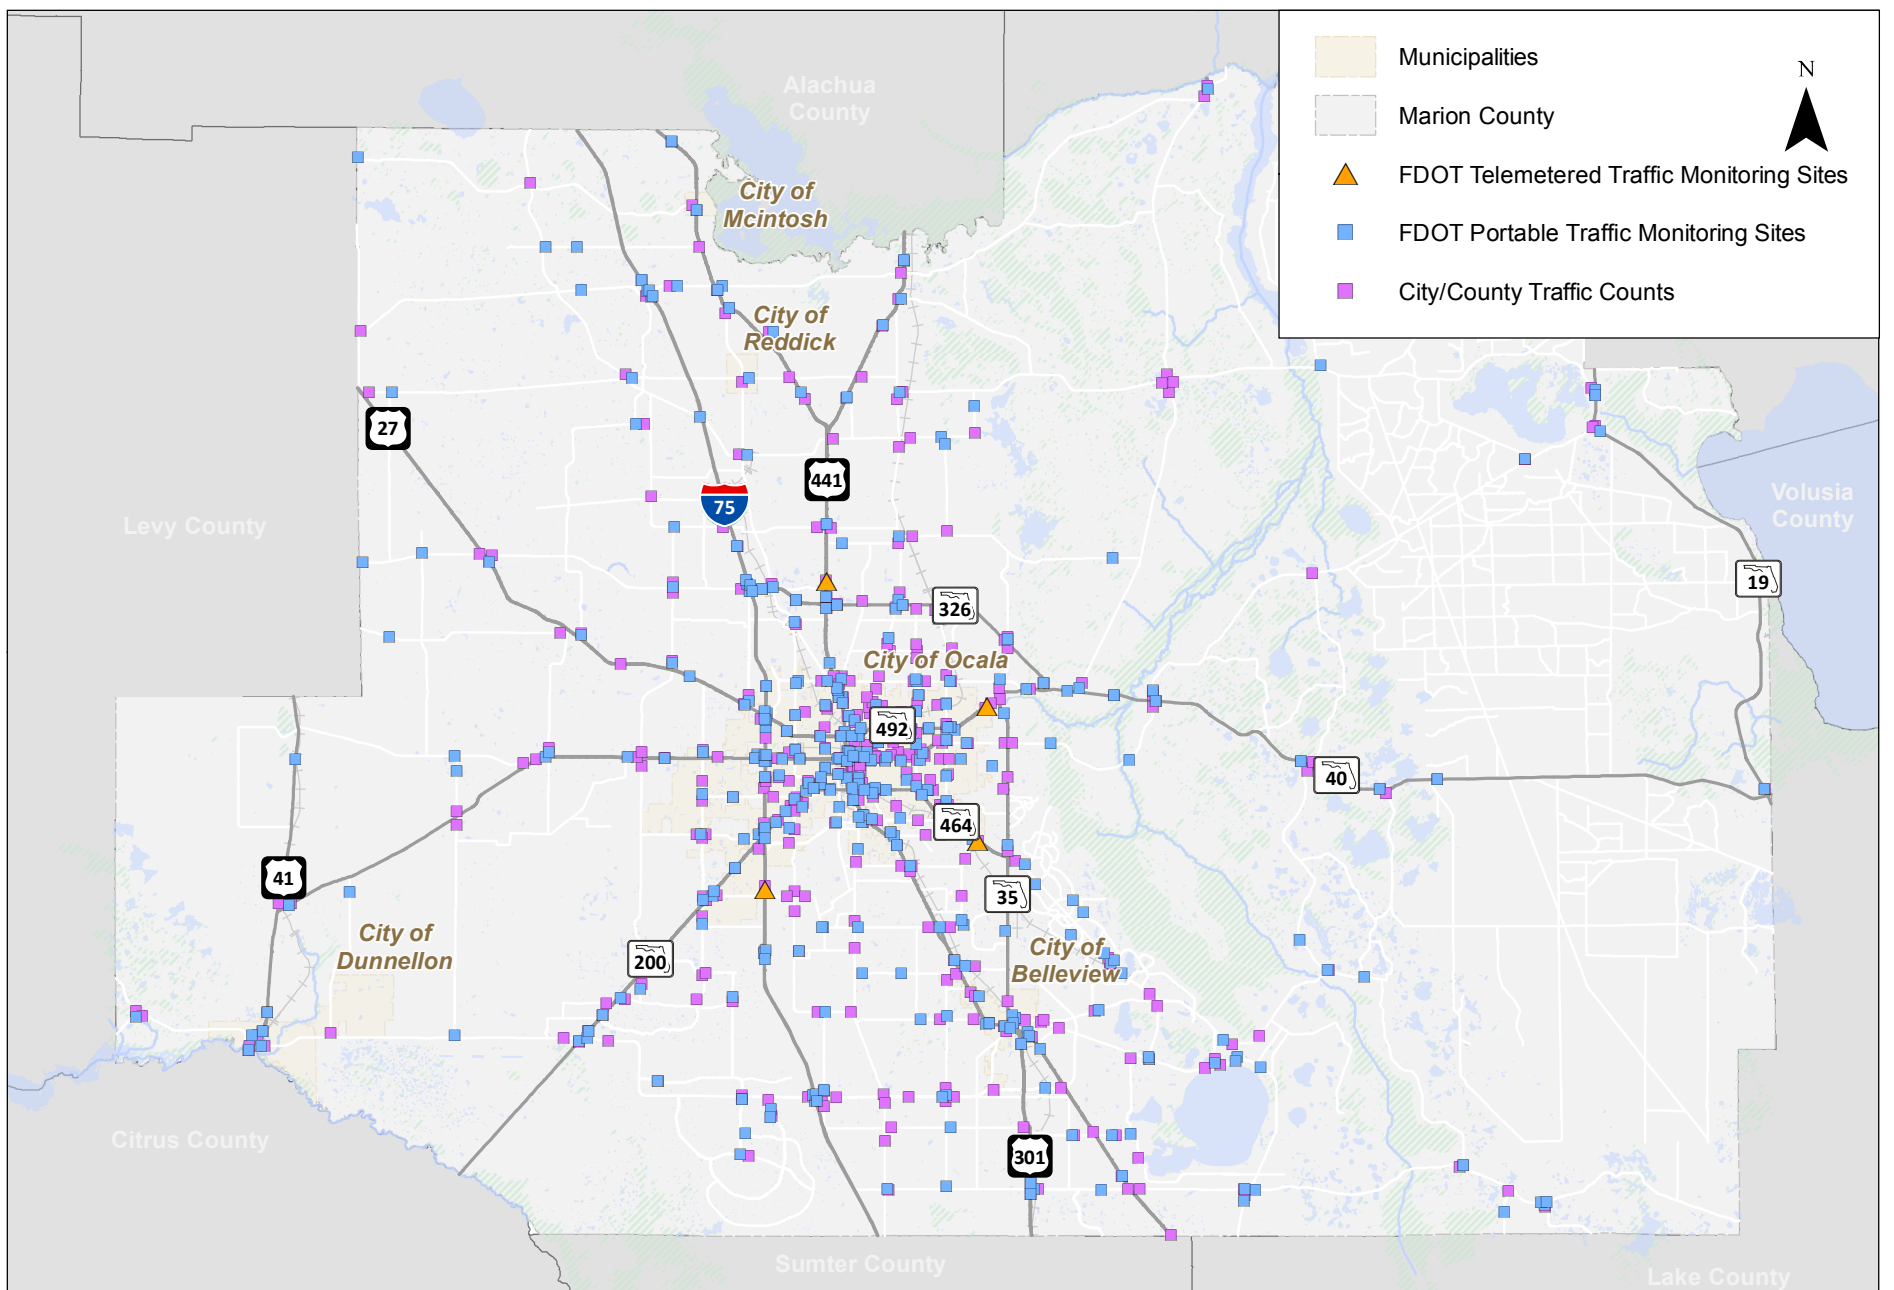 Municipalities
Marion County
FDOT Telemetered Traffic Monitoring Sites
FDOT Portable Traffic Monitoring Sites
City/County Traffic Counts
N
Alachua
County
City of
Mcintosh
City of
Reddick
27
441
75
Levy County
Volusia
County
19
326
City of Ocala
492
40
464
41
35
City of
Dunnellon
200
City of
Belleview
Citrus County
301
Sumter County
Lake County